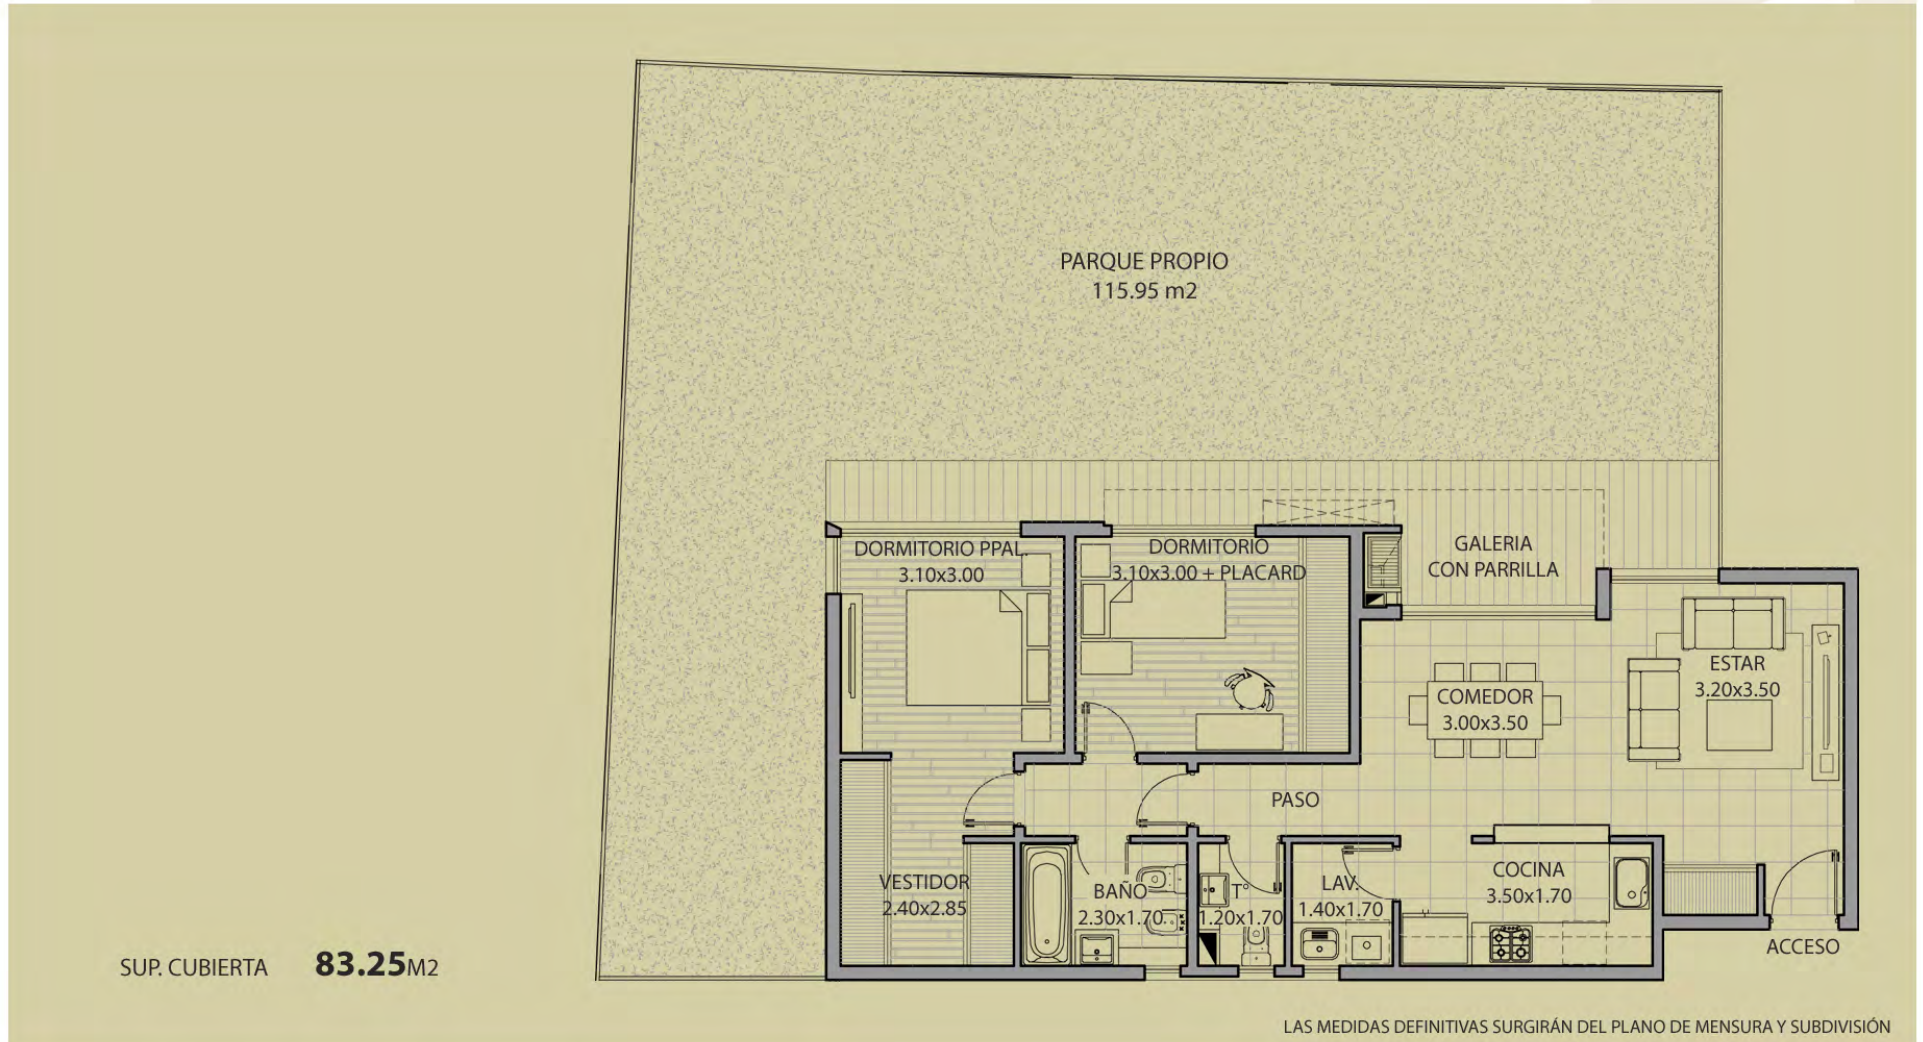 PARQUE PROPIO
115.95 m2
DORMITORIO PPAL.
3.10x3.00
DORMITORIO
3.10x3.00 + PLACARD
GALERIA
CON PARRILLA
ESTAR
3.20x3.50
COMEDOR
3.00x3.50
PASO
VESTIDOR
2.40x2.85
BAÑO
2.30x1.70
T°
1.20x1.70
LAV.
1.40x1.70
COCINA
3.50x1.70
ACCESO
SUP. CUBIERTA 83.25M2
LAS MEDIDAS DEFINITIVAS SURGIRÁN DEL PLANO DE MENSURA Y SUBDIVISIÓN